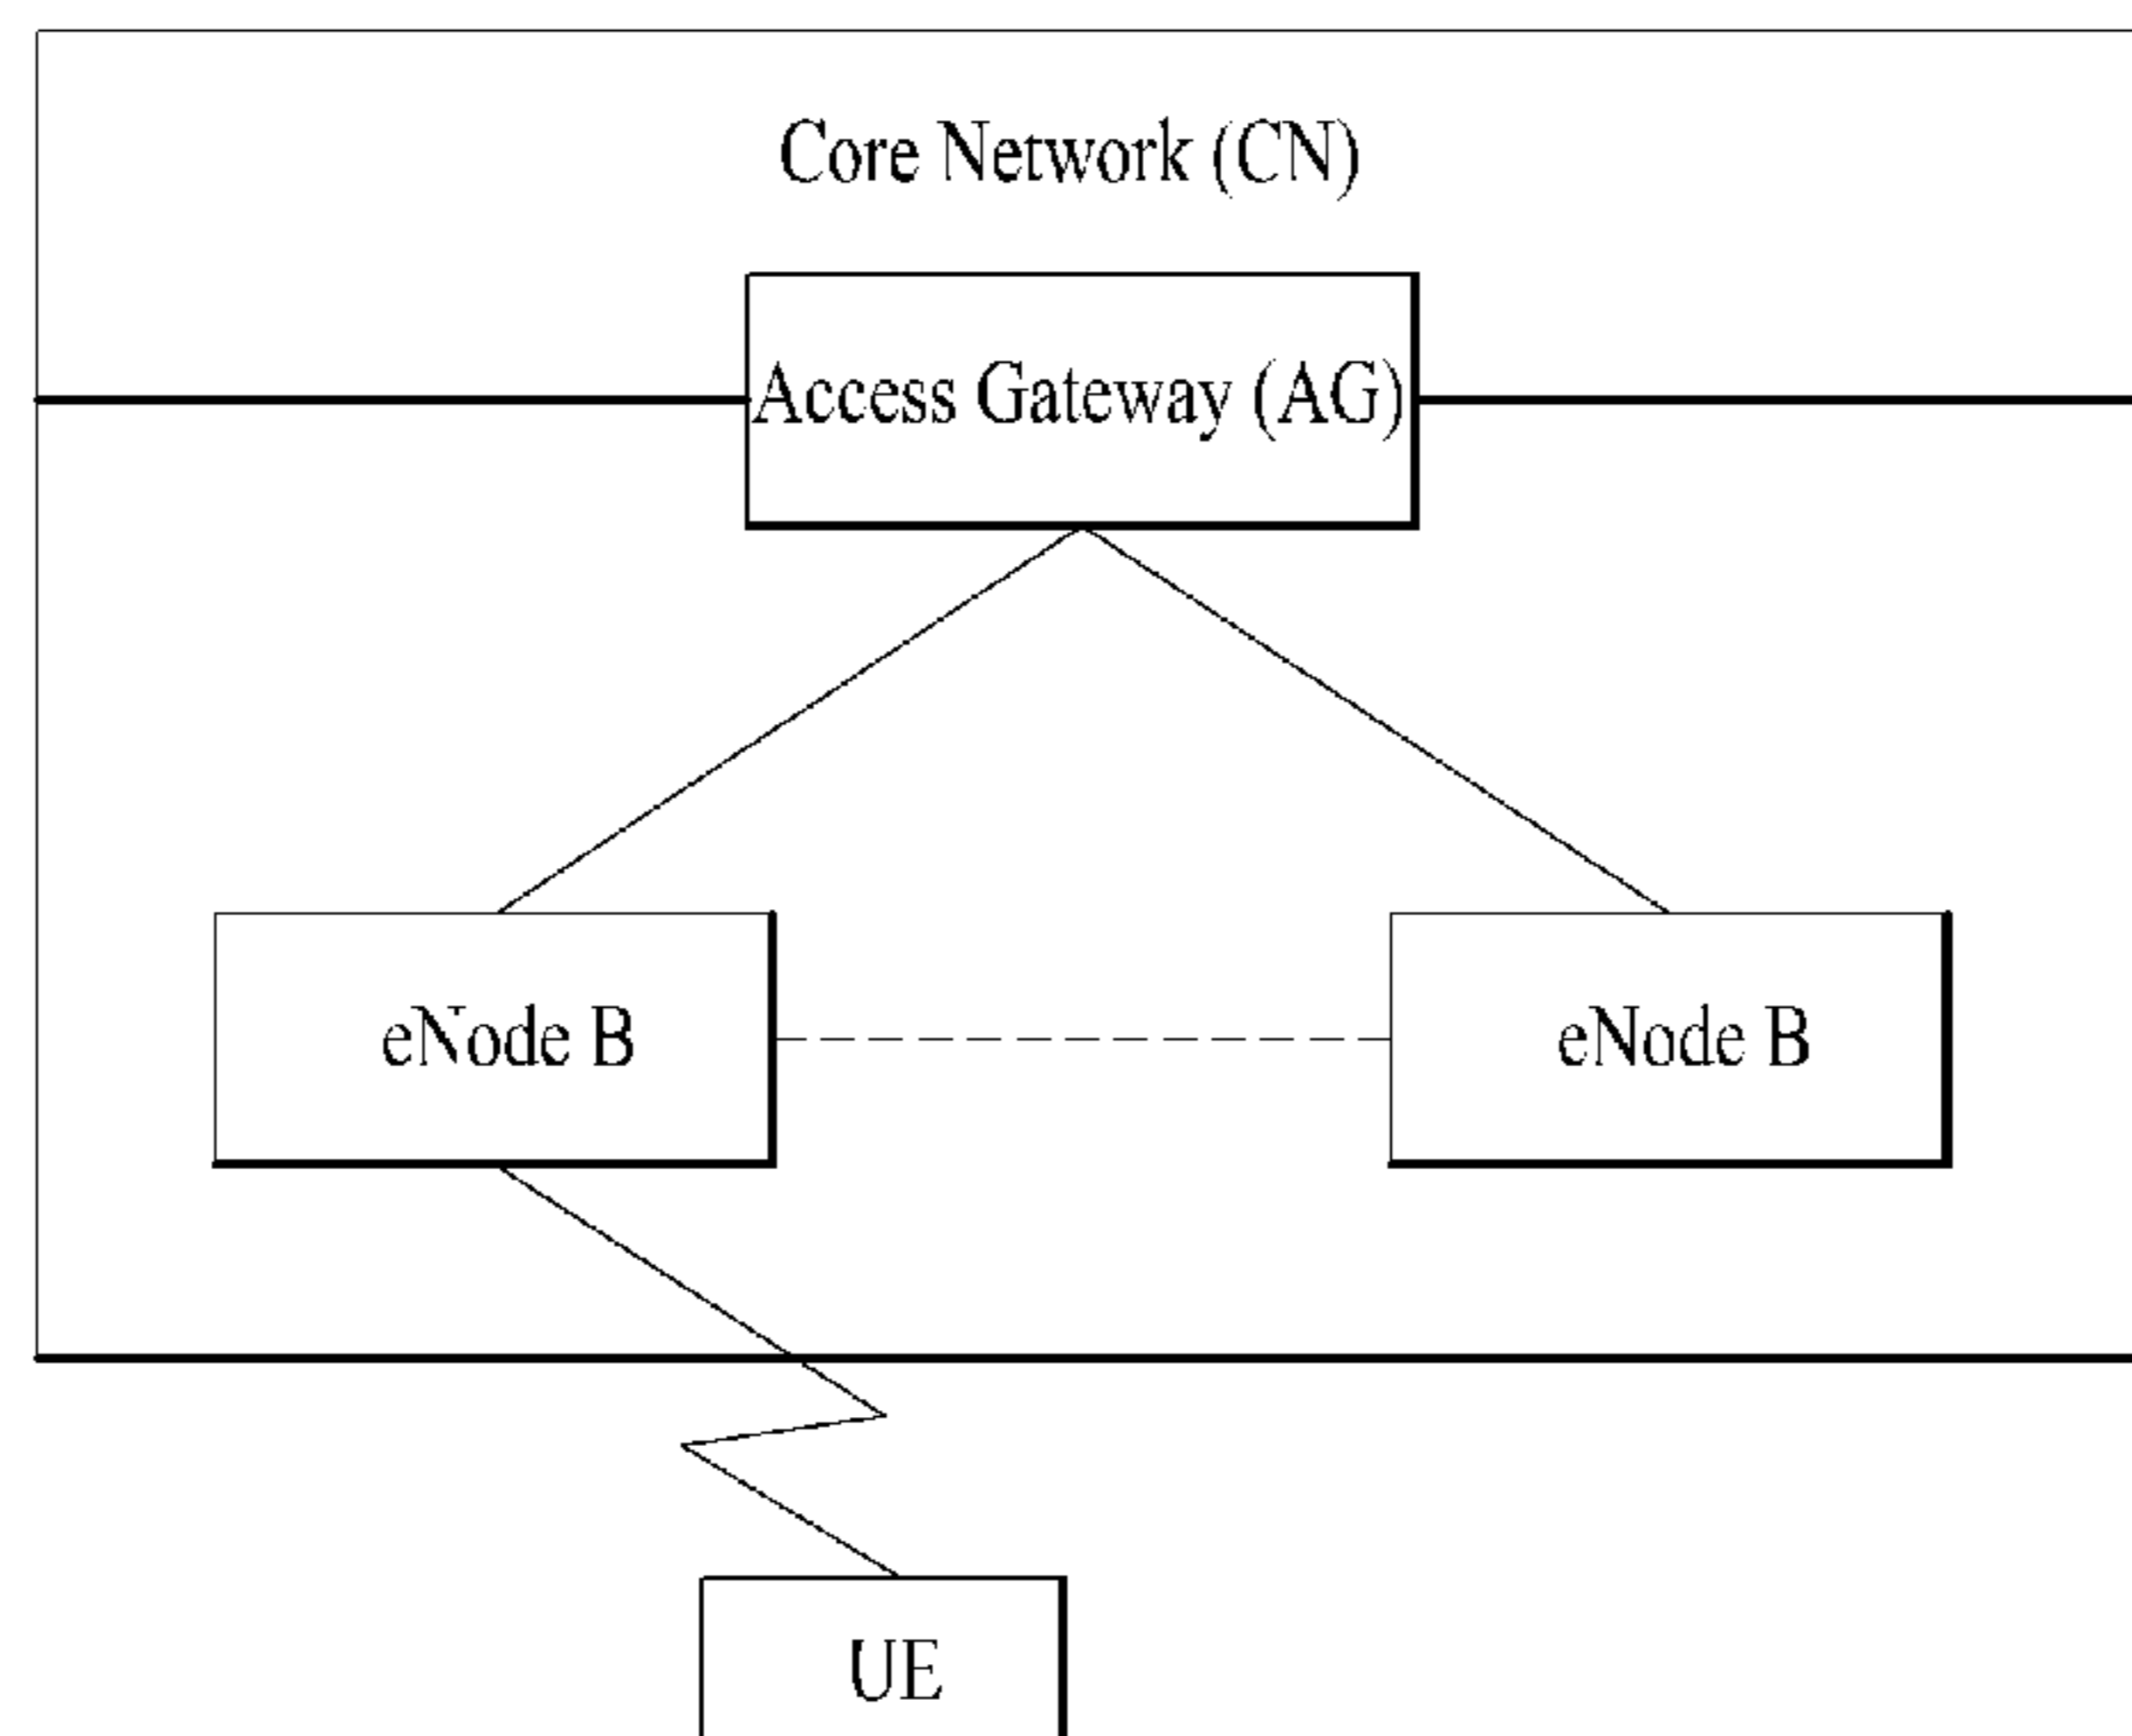 Core Network (CN)
Access Gateway (AG)
eNode B
eNode B
UE